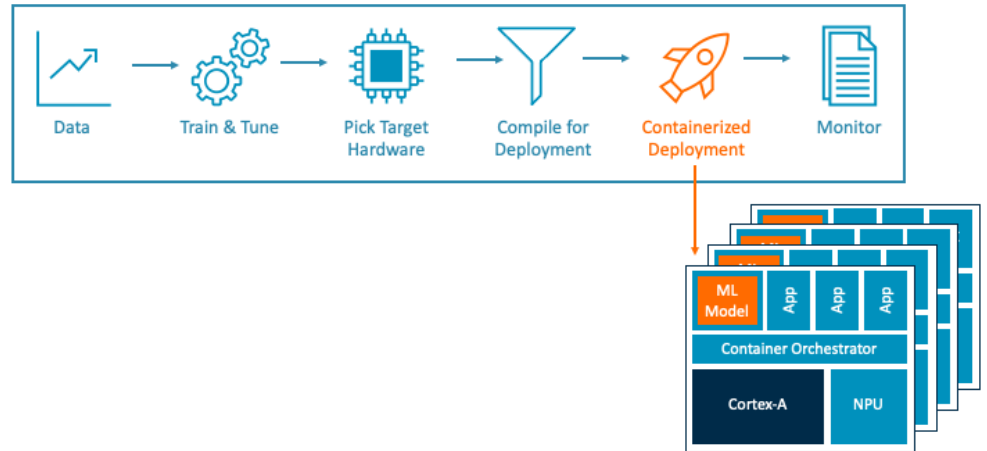 Data
Train & Tune
Pick Target
Hardware
Compile for
Deployment
Containerized
Deployment
Monitor
ML
Model
App
App
App
Container Orchestrator
Cortex-A
NPU